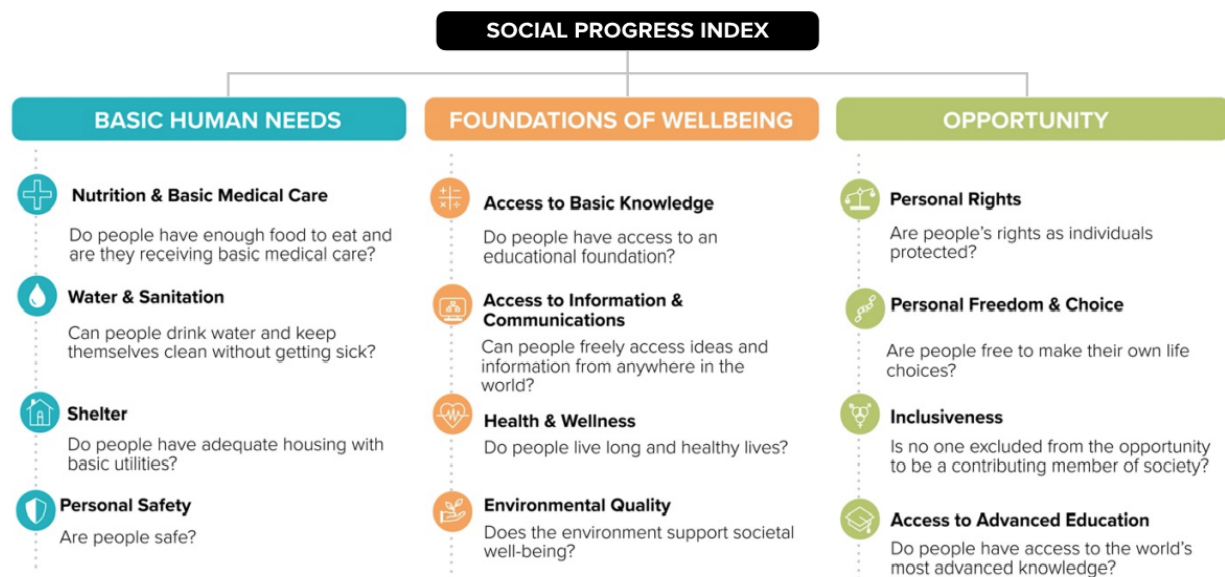 SOCIAL PROGRESS INDEX
BASIC HUMAN NEEDS
Nutrition & Basic Medical Care
Do people have enough food to eat and
are they receiving basic medical care?
Water & Sanitation
Can people drink water and keep
themselves clean without getting sick?
Shelter
Do people have adequate housing with
basic utilities?
Personal Safety
Are people safe?
FOUNDATIONS OF WELLBEING
Access to Basic Knowledge
Do people have access to an
educational foundation?
Access to Information &
Communications
Can people freely access ideas and
information from anywhere in the
world?
Health & Wellness
Do people live long and healthy lives?
Environmental Quality
Does the environment support societal
well-being?
OPPORTUNITY
Personal Rights
Are people’s rights as individuals
protected?
Personal Freedom & Choice
Are people free to make their own life
choices?
Inclusiveness
Is no one excluded from the opportunity
to be a contributing member of society?
Access to Advanced Education
Do people have access to the world’s
most advanced knowledge?